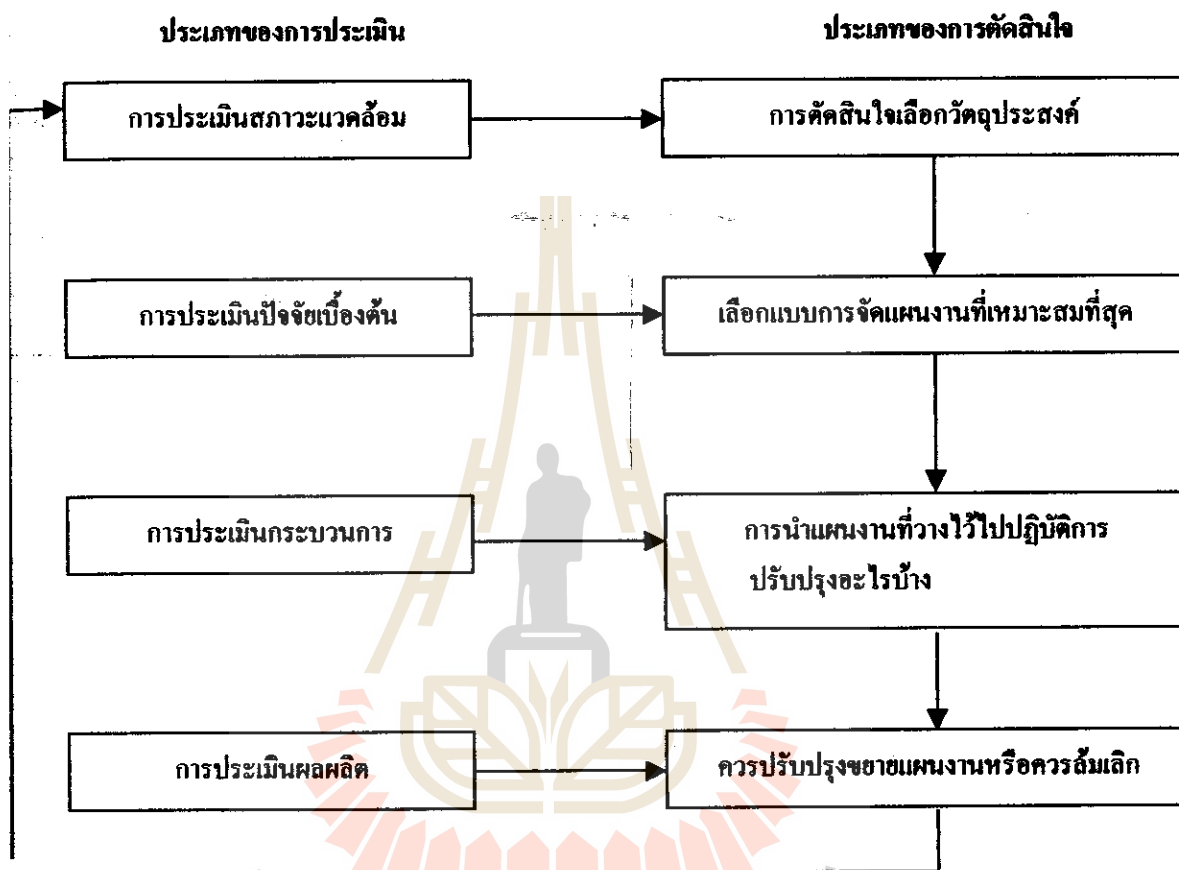 ประเภทของการประเมิน
ประเภทของการตัดสินใจ
การประเมินสภาวะแวดล้อม
การตัดสินใจเลือกวัตถุประสงค์
การประเมินปัจจัยเบื้องต้น
เลือกแบบการจัดแผนงานที่เหมาะสมที่สุด
การประเมินกระบวนการ
การนำแผนงานที่วางไว้ไปปฏิบัติการ
ปรับปรุงอะไรบ้าง
การประเมินผลผลิต
ควรปรับปรุงขยายแผนงานหรือควรล้มเลิก